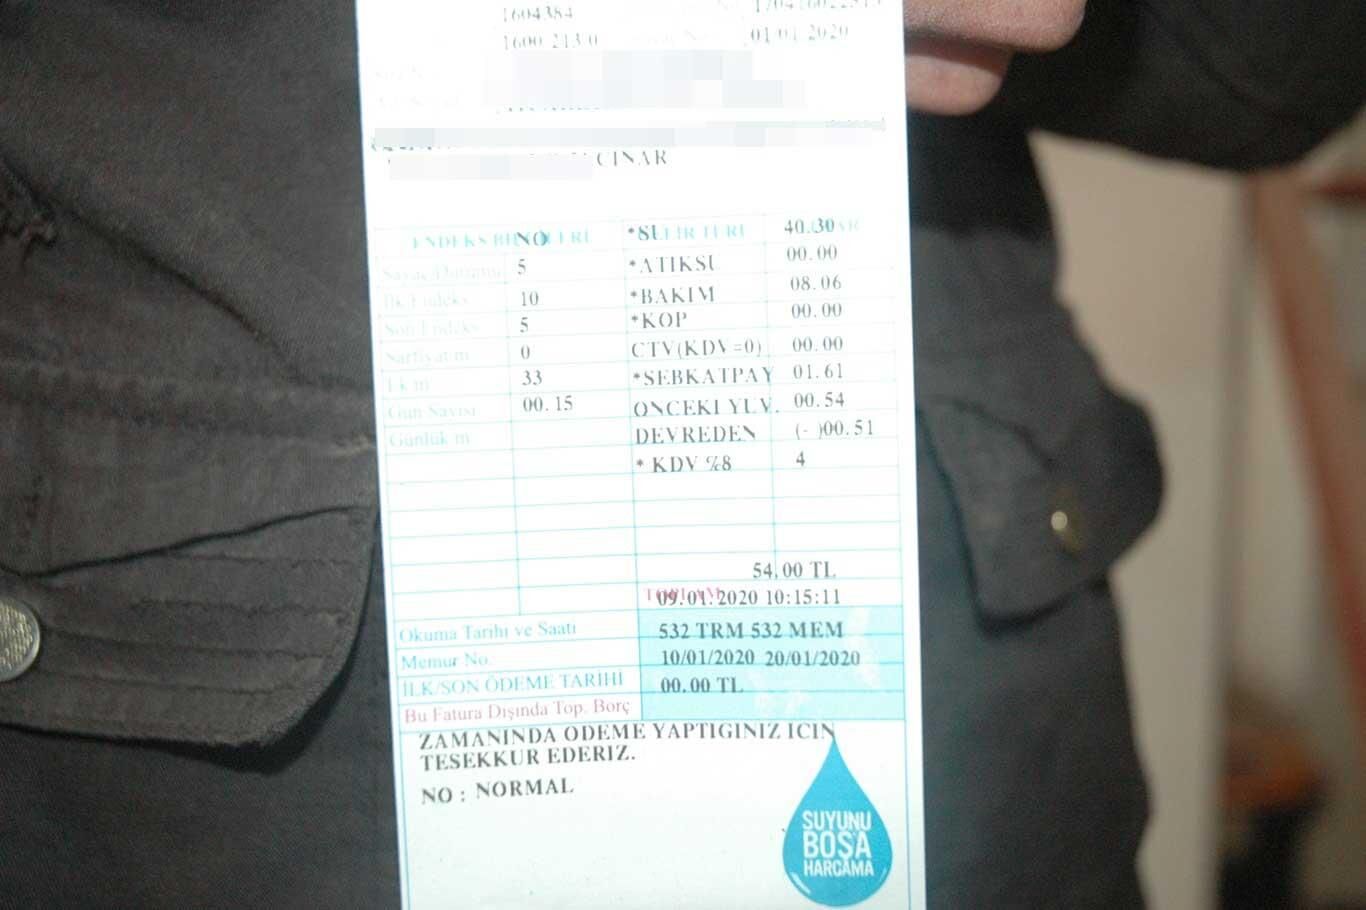 1604384
1600 213 0 01/01/2020
CINAR
ENDEKS NO *SU 40.30
Sayaç Durumu 5 *ATIKSU 00.00
İlk Endeks 10 *BAKIM 08.06
Son Endeks 5 *KOP 00.00
Sarfiyat m 0 CTV(KDV=0) 00.00
Ek m 33 *SEBKATPAY 01.61
Gün Sayısı 00.15 ONCEKI YUV. 00.54
Günlük m DEVREDEN (- )00.51
* KDV %8 4
54,00 TL
TOPLAM 09.01.2020 10:15:11
Okuma Tarihi ve Saati 532 TRM 532 MEM
Memur No. 10/01/2020 20/01/2020
İLK/SON ÖDEME TARİHİ 00.00 TL
Bu Fatura Dışında Top. Borç
ZAMANINDA ODEME YAPTIGINIZ ICIN
TESEKKUR EDERIZ.
NO : NORMAL
SUYUNU
BOŞA
HARCAMA